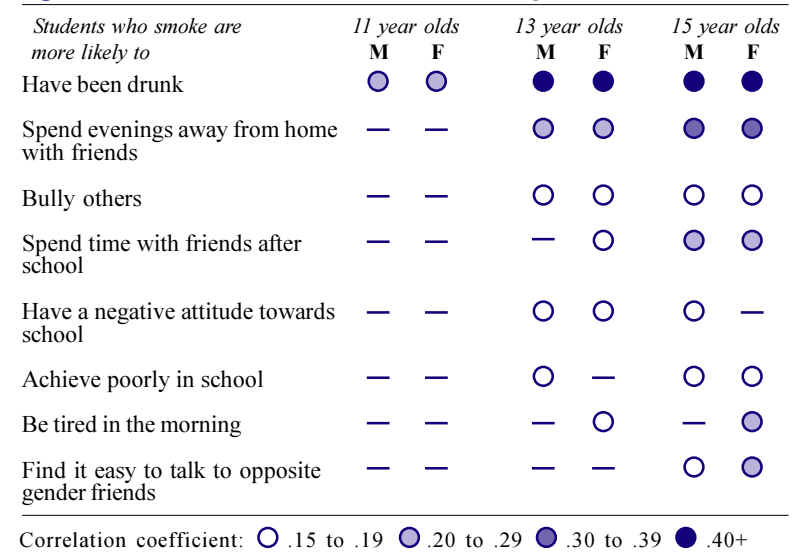 Students who smoke are 11 year olds 13 year olds 15 year olds
more likely to M F M F M F
Have been drunk
Spend evenings away from home
with friends
Bully others
Spend time with friends after
school
Have a negative attitude towards
school
Achieve poorly in school
Be tired in the morning
Find it easy to talk to opposite
gender friends
Correlation coefficient: .15 to .19 .20 to .29 .30 to .39 .40+